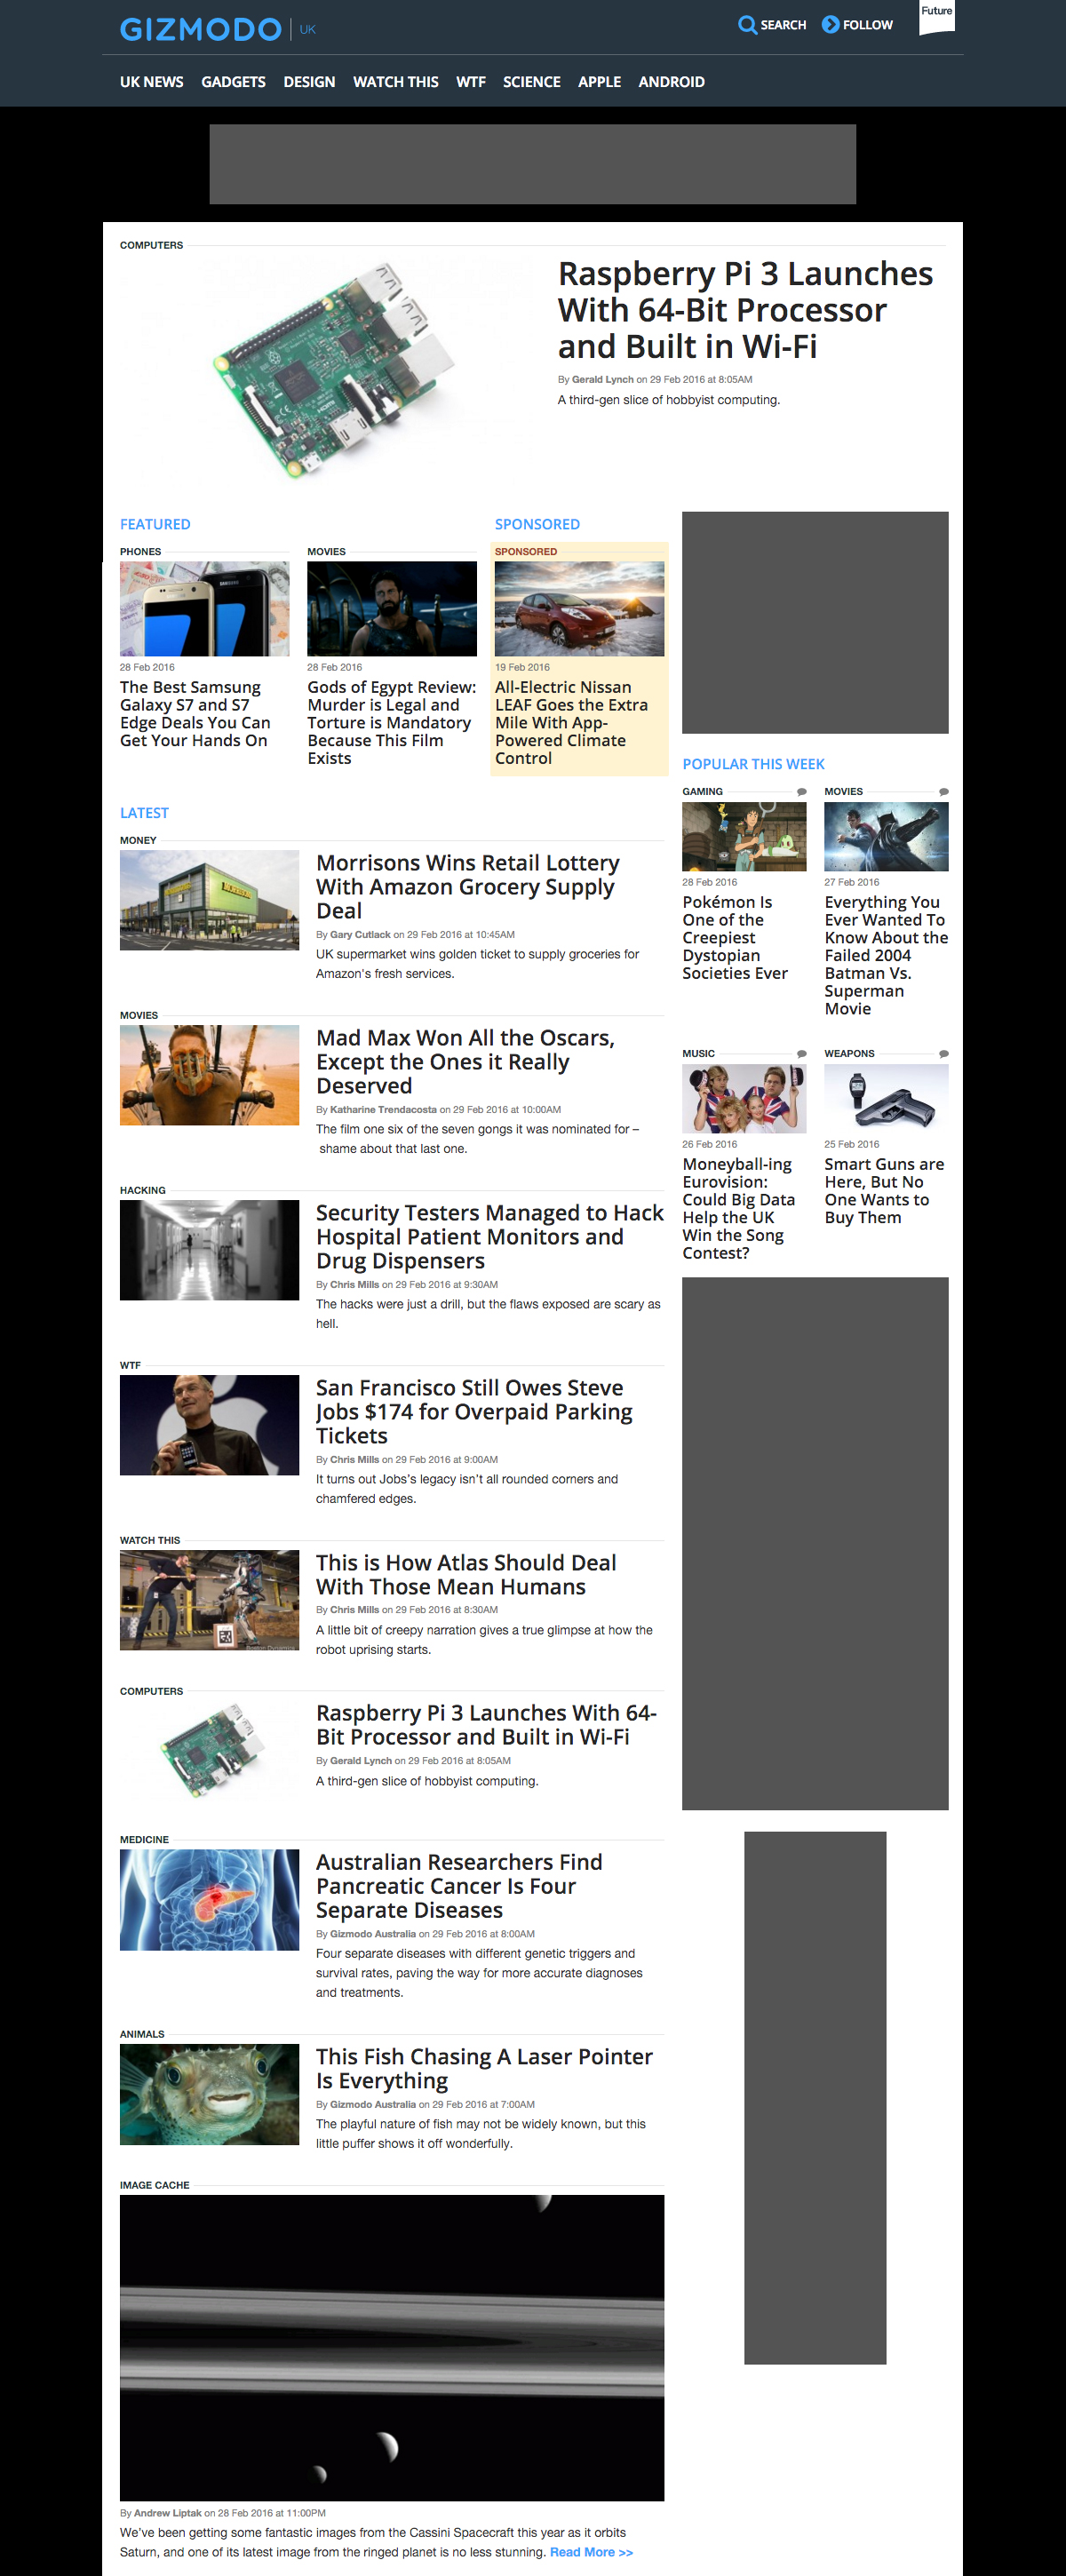 GIZMODO | UK
SEARCH
FOLLOW
Future
UK NEWS GADGETS DESIGN WATCH THIS WTF SCIENCE APPLE ANDROID
COMPUTERS
Raspberry Pi 3 Launches
With 64-Bit Processor
and Built in Wi-Fi
By Gerald Lynch on 29 Feb 2016 at 8:05AM
A third-gen slice of hobbyist computing.
FEATURED
PHONES
28 Feb 2016
The Best Samsung
Galaxy S7 and S7
Edge Deals You Can
Get Your Hands On
MOVIES
28 Feb 2016
Gods of Egypt Review:
Murder is Legal and
Torture is Mandatory
Because This Film
Exists
SPONSORED
SPONSORED
19 Feb 2016
All-Electric Nissan
LEAF Goes the Extra
Mile With App-
Powered Climate
Control
LATEST
MONEY
Morrisons Wins Retail Lottery
With Amazon Grocery Supply
Deal
By Gary Cutlack on 29 Feb 2016 at 10:45AM
UK supermarket wins golden ticket to supply groceries for
Amazon's fresh services.
MOVIES
Mad Max Won All the Oscars,
Except the Ones it Really
Deserved
By Katharine Trendacosta on 29 Feb 2016 at 10:00AM
The film one six of the seven gongs it was nominated for –
shame about that last one.
HACKING
Security Testers Managed to Hack
Hospital Patient Monitors and
Drug Dispensers
By Chris Mills on 29 Feb 2016 at 9:30AM
The hacks were just a drill, but the flaws exposed are scary as
hell.
WTF
San Francisco Still Owes Steve
Jobs $174 for Overpaid Parking
Tickets
By Chris Mills on 29 Feb 2016 at 9:00AM
It turns out Jobs's legacy isn't all rounded corners and
chamfered edges.
WATCH THIS
Boston Dynamics
This is How Atlas Should Deal
With Those Mean Humans
By Chris Mills on 29 Feb 2016 at 8:30AM
A little bit of creepy narration gives a true glimpse at how the
robot uprising starts.
COMPUTERS
Raspberry Pi 3 Launches With 64-
Bit Processor and Built in Wi-Fi
By Gerald Lynch on 29 Feb 2016 at 8:05AM
A third-gen slice of hobbyist computing.
MEDICINE
Australian Researchers Find
Pancreatic Cancer Is Four
Separate Diseases
By Gizmodo Australia on 29 Feb 2016 at 8:00AM
Four separate diseases with different genetic triggers and
survival rates, paving the way for more accurate diagnoses
and treatments.
ANIMALS
This Fish Chasing A Laser Pointer
Is Everything
By Gizmodo Australia on 29 Feb 2016 at 7:00AM
The playful nature of fish may not be widely known, but this
little puffer shows it off wonderfully.
IMAGE CACHE
By Andrew Liptak on 28 Feb 2016 at 11:00PM
We've been getting some fantastic images from the Cassini Spacecraft this year as it orbits
Saturn, and one of its latest image from the ringed planet is no less stunning. Read More >>
POPULAR THIS WEEK
GAMING
28 Feb 2016
Pokémon Is
One of the
Creepiest
Dystopian
Societies Ever
MOVIES
27 Feb 2016
Everything You
Ever Wanted To
Know About the
Failed 2004
Batman Vs.
Superman
Movie
MUSIC
26 Feb 2016
Moneyball-ing
Eurovision:
Could Big Data
Help the UK
Win the Song
Contest?
WEAPONS
25 Feb 2016
Smart Guns are
Here, But No
One Wants to
Buy Them